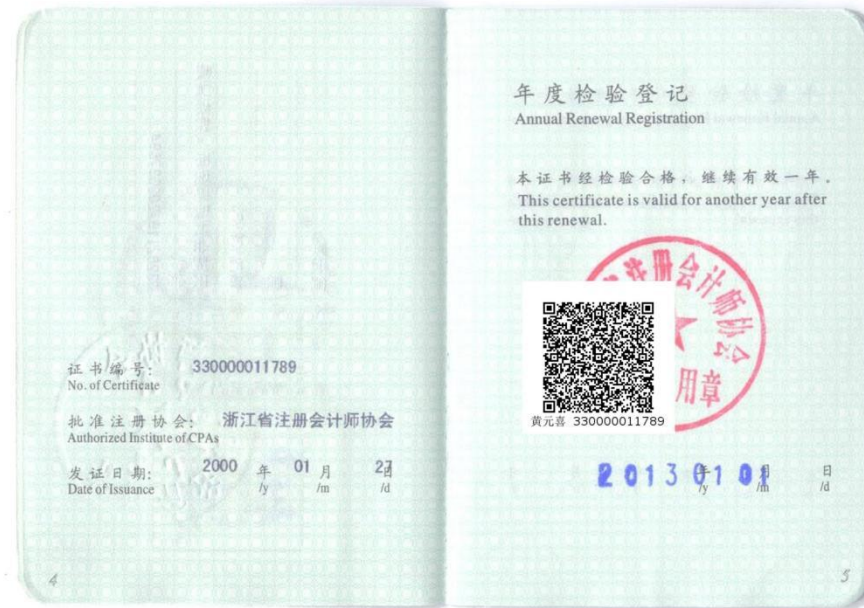 证书编号: 330000011789
No. of Certificate
批准注册协会: 浙江省注册会计师协会
Authorized Institute of CPAs
发证日期: 2000 年 01 月 27日
Date of Issuance /y /m /d
4
年度检验登记
Annual Renewal Registration
本证书经检验合格，继续有效一年。
This certificate is valid for another year after
this renewal.
注册会计师协会
用章
黄元喜 330000011789
2013 年 01 月 01 日
/y /m /d
5